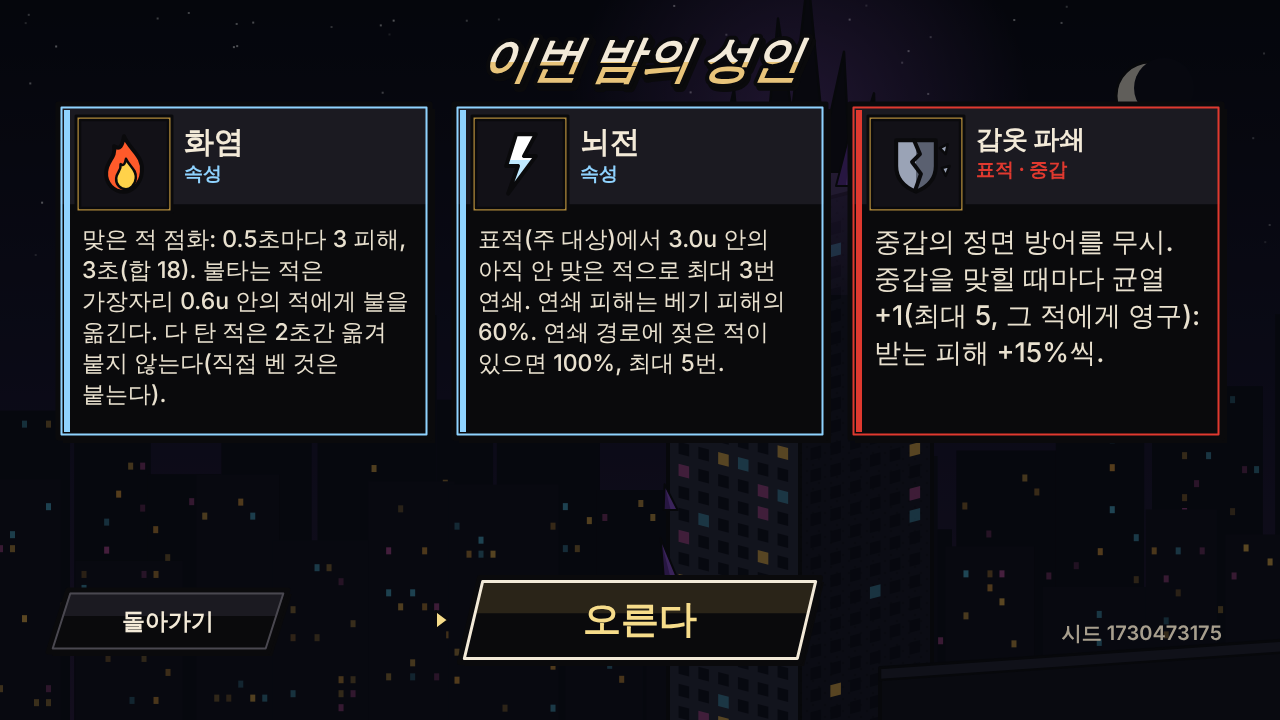 이번 밤의 성인
화염
속성
맞은 적 점화: 0.5초마다 3 피해,
3초(합 18). 불타는 적은
가장자리 0.6u 안의 적에게 불을
옮긴다. 다 탄 적은 2초간 옮겨
붙지 않는다(직접 벤 것은
붙는다).
뇌전
속성
표적(주 대상)에서 3.0u 안의
아직 안 맞은 적으로 최대 3번
연쇄. 연쇄 피해는 베기 피해의
60%. 연쇄 경로에 젖은 적이
있으면 100%, 최대 5번.
갑옷 파쇄
표적 · 중갑
중갑의 정면 방어를 무시.
중갑을 맞힐 때마다 균열
+1(최대 5, 그 적에게 영구):
받는 피해 +15%씩.
돌아가기
오른다
시드 1730473175